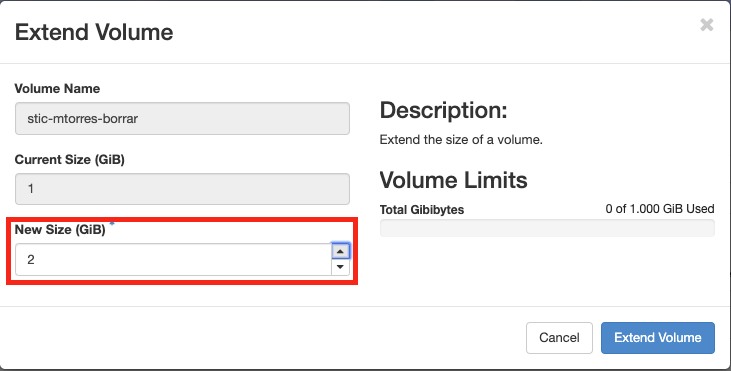 Extend Volume
×
Volume Name
stic-mtorres-borrar
Current Size (GiB)
1
New Size (GiB) *
2
Description:
Extend the size of a volume.
Volume Limits
Total Gibibytes 0 of 1.000 GiB Used
Cancel Extend Volume